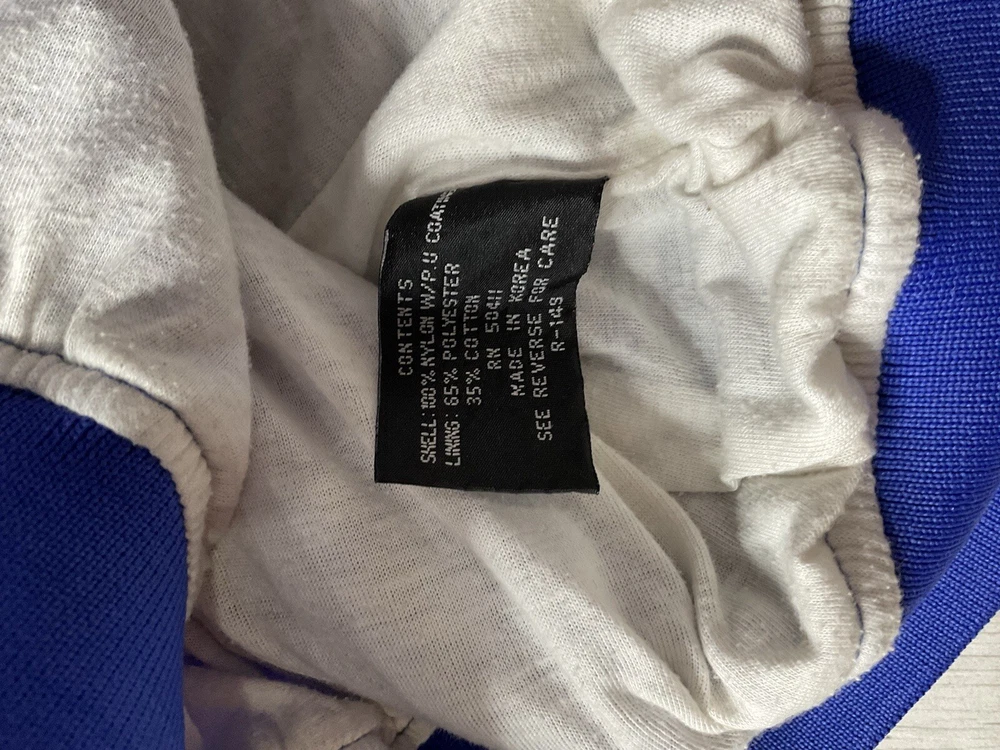 CONTENTS
SHELL:100% NYLON W/P.U COATING
LINING: 65% POLYESTER
35% COTTON
RN 50411
MADE IN KOREA
SEE REVERSE FOR CARE
R-149